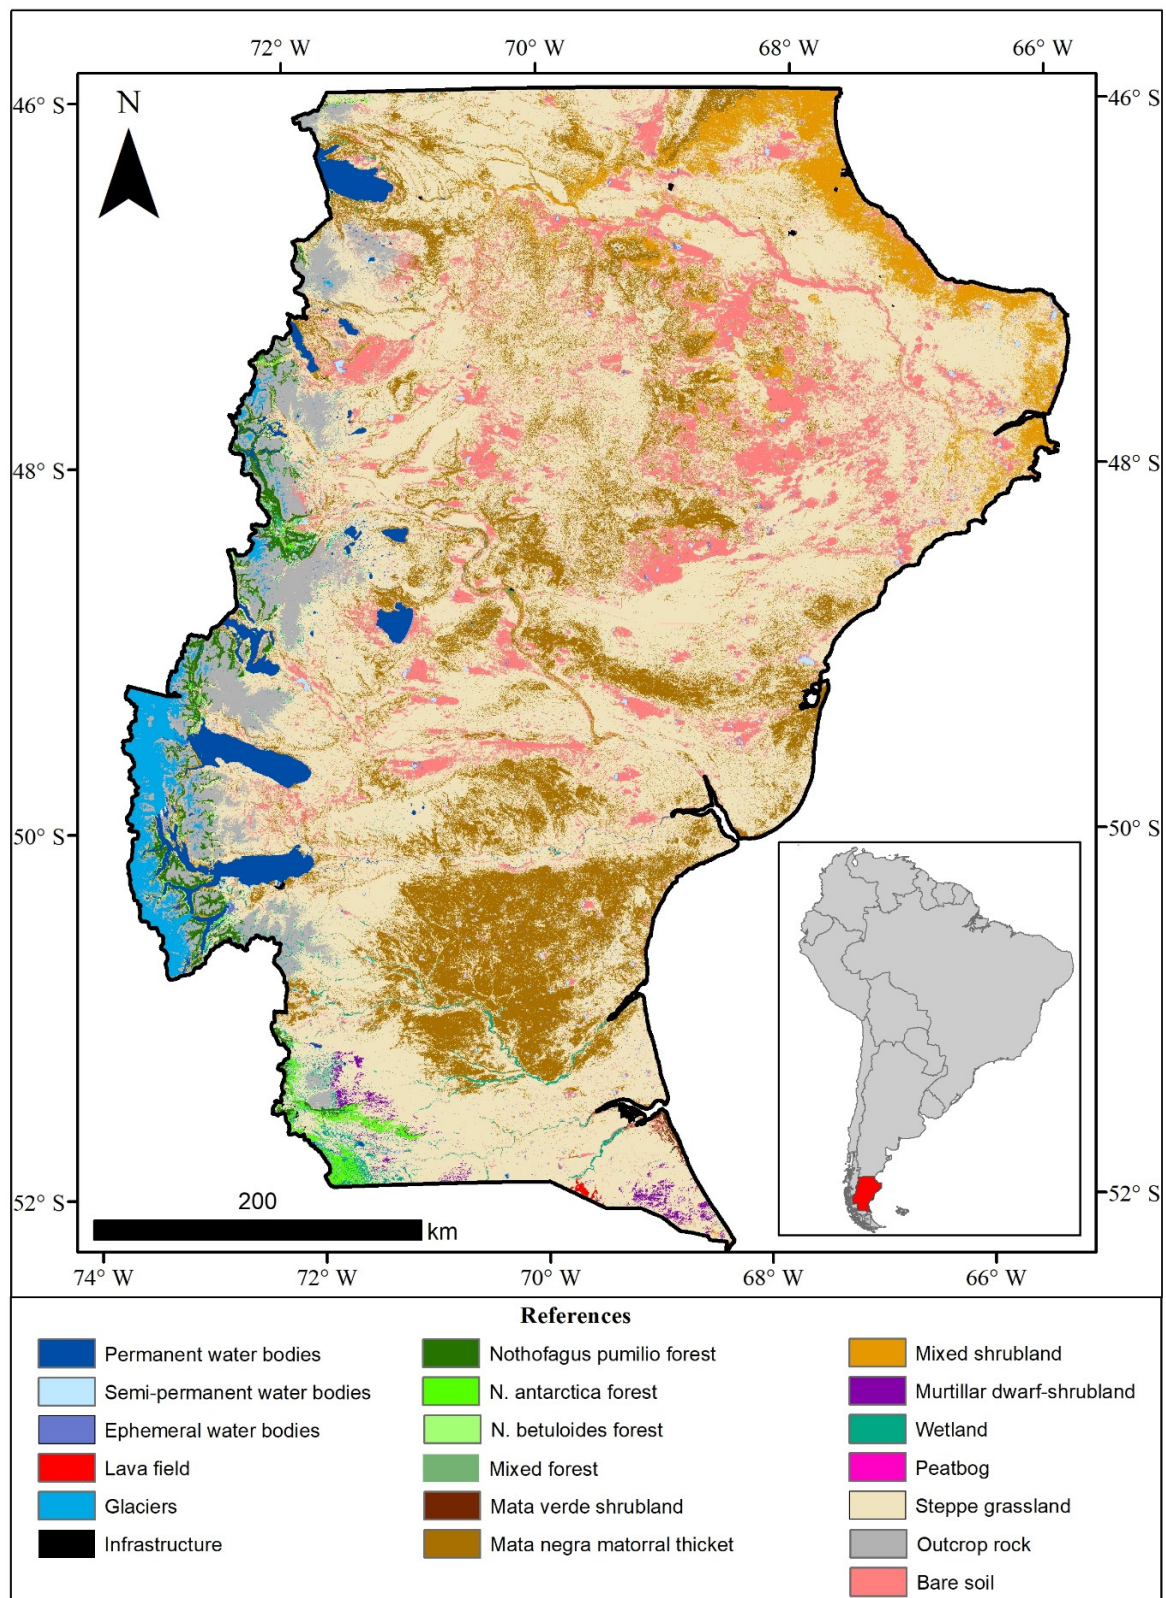 72° W 70° W 68° W 66° W
46° S 46° S
N
48° S 48° S
50° S 50° S
52° S 52° S
200
km
74° W 72° W 70° W 68° W 66° W
References
Permanent water bodies
Semi-permanent water bodies
Ephemeral water bodies
Lava field
Glaciers
Infrastructure
Nothofagus pumilio forest
N. antarctica forest
N. betuloides forest
Mixed forest
Mata verde shrubland
Mata negra matorral thicket
Mixed shrubland
Murtillar dwarf-shrubland
Wetland
Peatbog
Steppe grassland
Outcrop rock
Bare soil